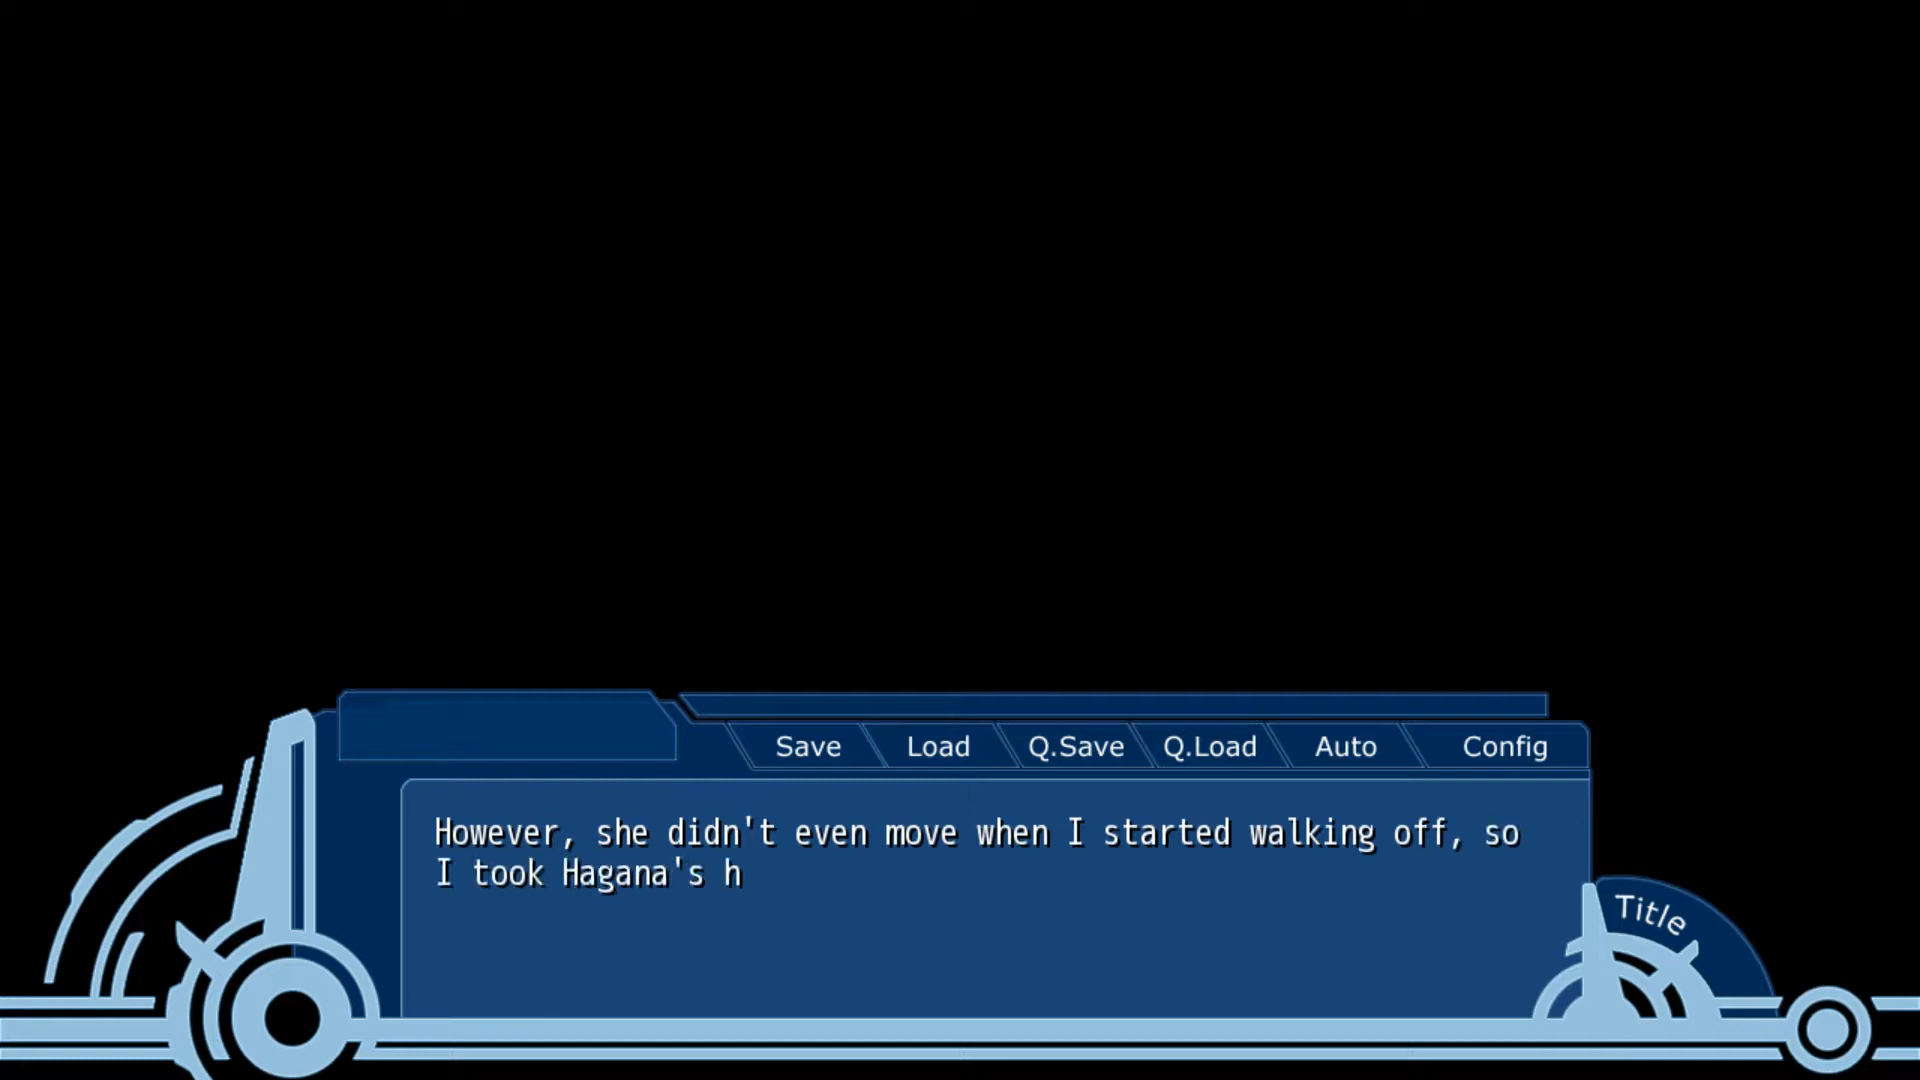 Save Load Q.Save Q.Load Auto Config
However, she didn't even move when I started walking off, so
I took Hagana's h
Title